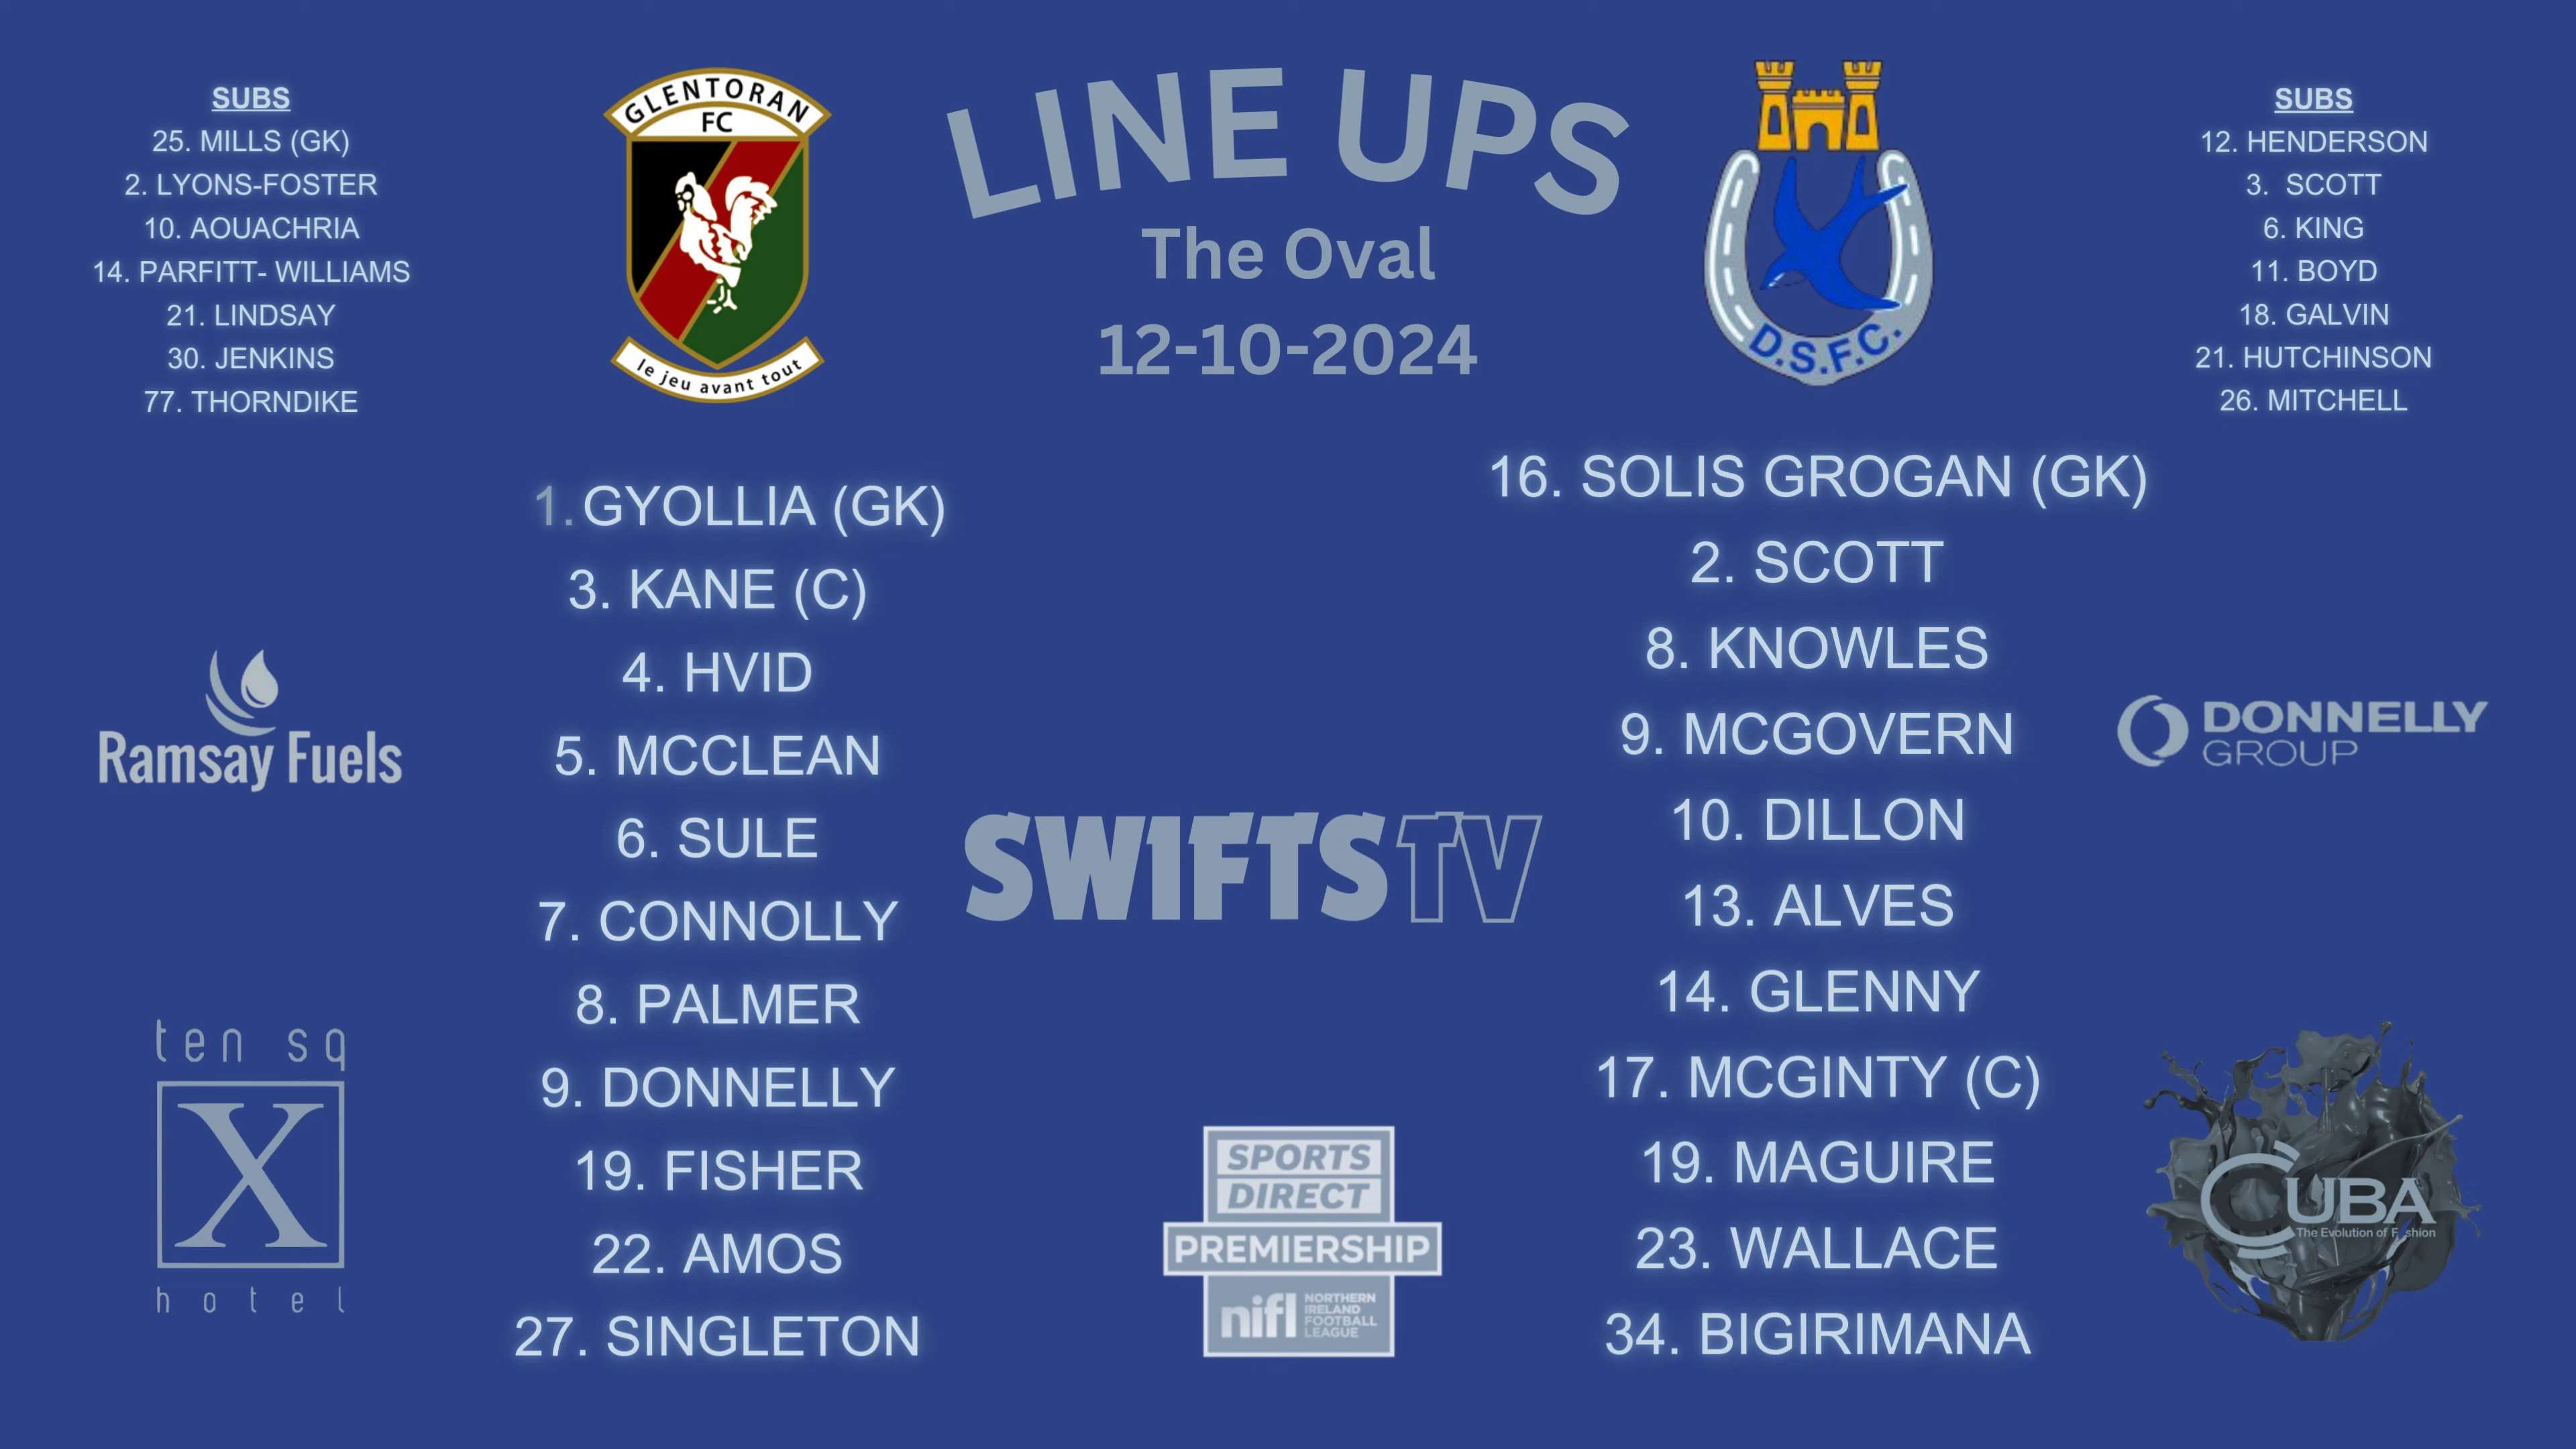 SUBS
25. MILLS (GK)
2. LYONS-FOSTER
10. AOUACHRIA
14. PARFITT- WILLIAMS
21. LINDSAY
30. JENKINS
77. THORNDIKE
GLENTORAN
FC
le jeu avant tout
LINE UPS
The Oval
12-10-2024
D.S.F.C.
SUBS
12. HENDERSON
3. SCOTT
6. KING
11. BOYD
18. GALVIN
21. HUTCHINSON
26. MITCHELL
1. GYOLLIA (GK)
3. KANE (C)
4. HVID
5. MCCLEAN
6. SULE
7. CONNOLLY
8. PALMER
9. DONNELLY
19. FISHER
22. AMOS
27. SINGLETON
16. SOLIS GROGAN (GK)
2. SCOTT
8. KNOWLES
9. MCGOVERN
10. DILLON
13. ALVES
14. GLENNY
17. MCGINTY (C)
19. MAGUIRE
23. WALLACE
34. BIGIRIMANA
Ramsay Fuels
ten sq
X
hotel
SWIFTSTV
SPORTS
DIRECT
PREMIERSHIP
nifl
NORTHERN
IRELAND
FOOTBALL
LEAGUE
DONNELLY
GROUP
CUBA
The Evolution of Fashion